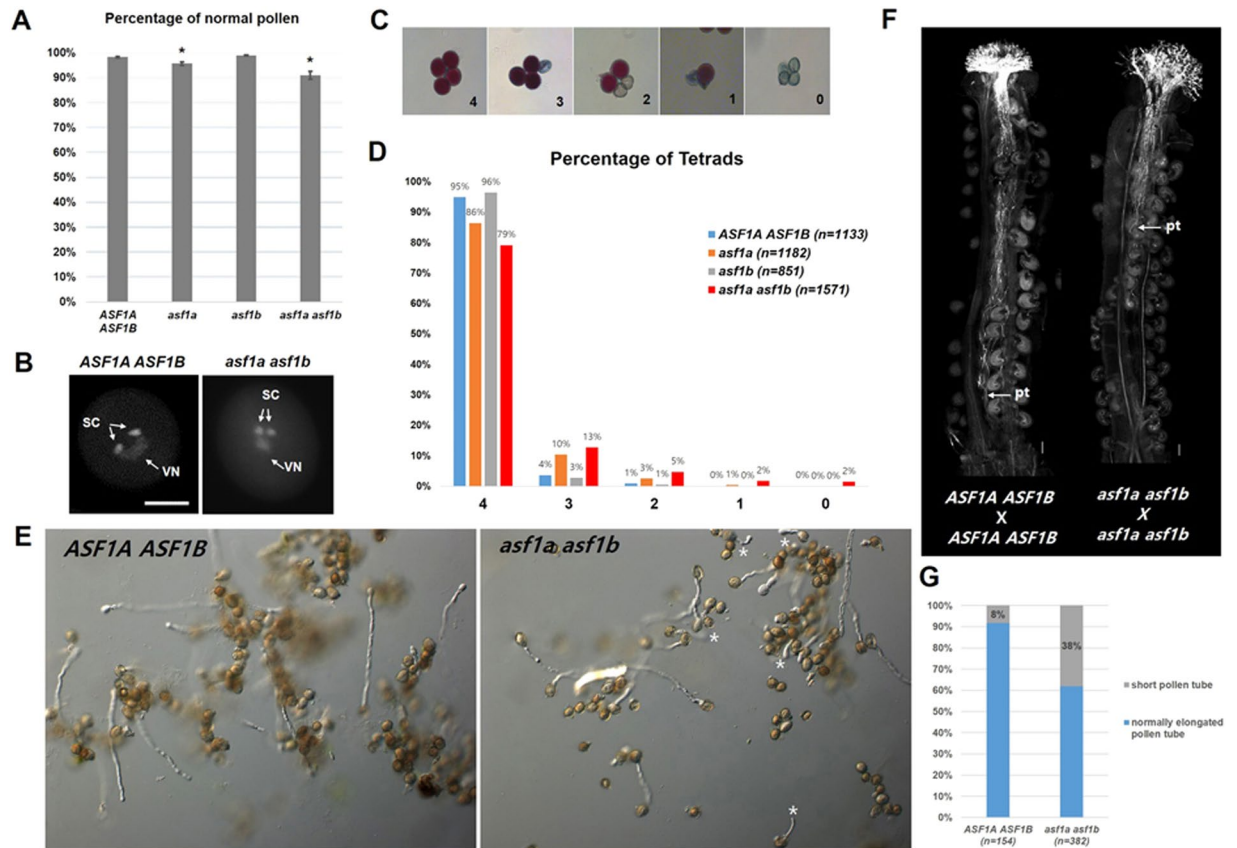 A
Percentage of normal pollen
100%
90%
80%
70%
60%
50%
40%
30%
20%
10%
0%
*
*
ASF1A
ASF1B
asf1a
asf1b
asf1a asf1b
B
ASF1A ASF1B
asf1a asf1b
SC
VN
SC
VN
C
4
3
2
1
0
D
Percentage of Tetrads
100%
90%
80%
70%
60%
50%
40%
30%
20%
10%
0%
95%
86%
96%
79%
4%
10%
3%
13%
1%
3%
1%
5%
0%
1%
0%
2%
0%
0%
0%
2%
4
3
2
1
0
ASF1A ASF1B (n=1133)
asf1a (n=1182)
asf1b (n=851)
asf1a asf1b (n=1571)
E
ASF1A ASF1B
asf1a asf1b
*
*
*
*
*
F
pt
pt
ASF1A ASF1B
X
ASF1A ASF1B
asf1a asf1b
X
asf1a asf1b
G
100%
90%
80%
70%
60%
50%
40%
30%
20%
10%
0%
8%
38%
ASF1A ASF1B
(n=154)
asf1a asf1b
(n=382)
short pollen tube
normally elongated
pollen tube